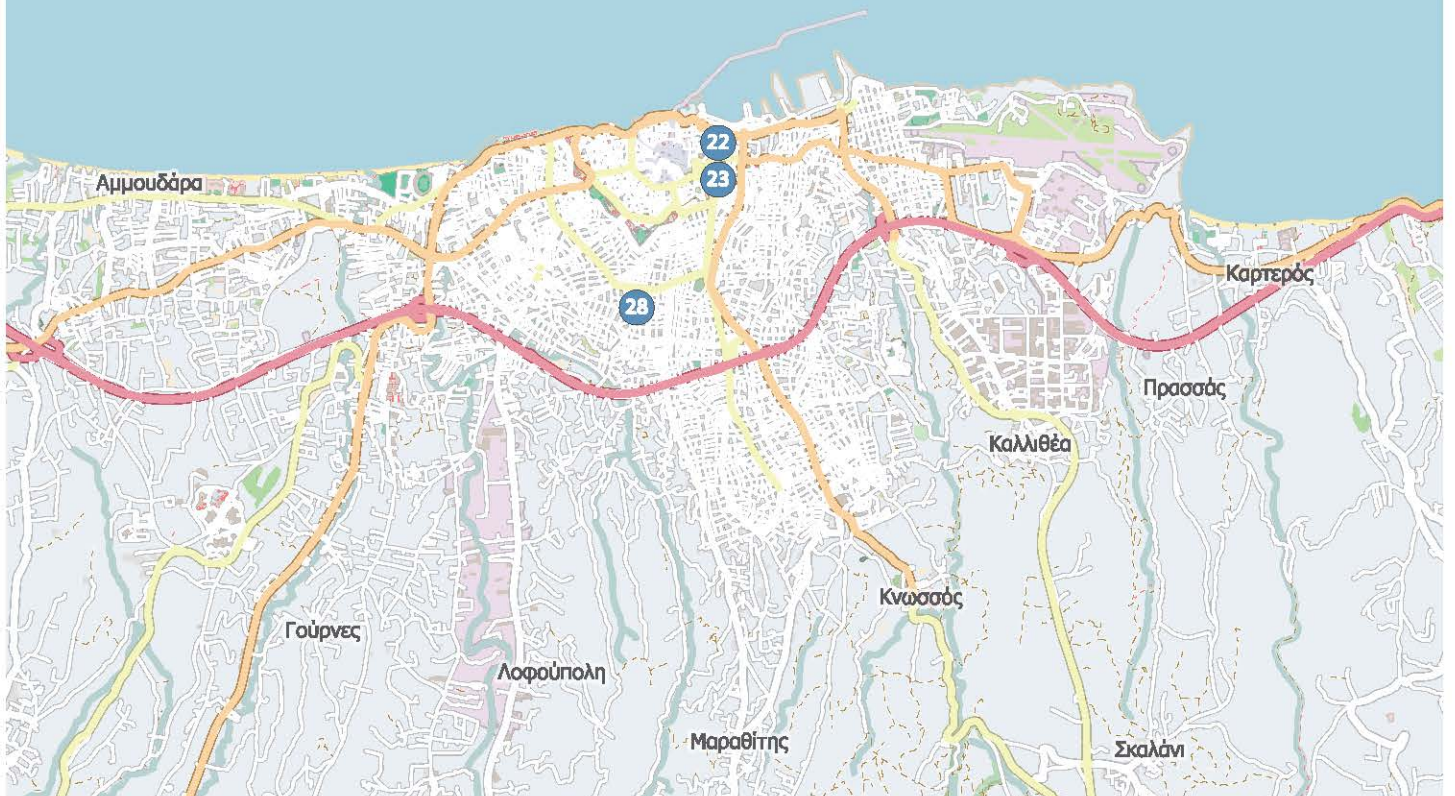 22
Αμμουδάρα
23
Καρτερός
28
Πρασσάς
Καλλιθέα
Κνωσσός
Γούρνες
Λοφούπολη
Μαραθίτης
Σκαλάνι